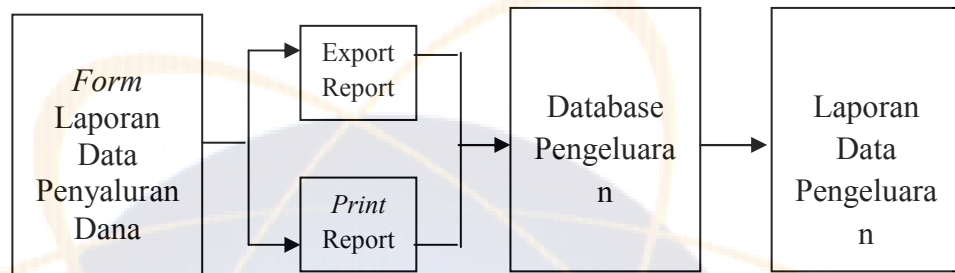 Form
Laporan
Data
Penyaluran
Dana
Export
Report
Print
Report
Database
Pengeluara
n
Laporan
Data
Pengeluara
n